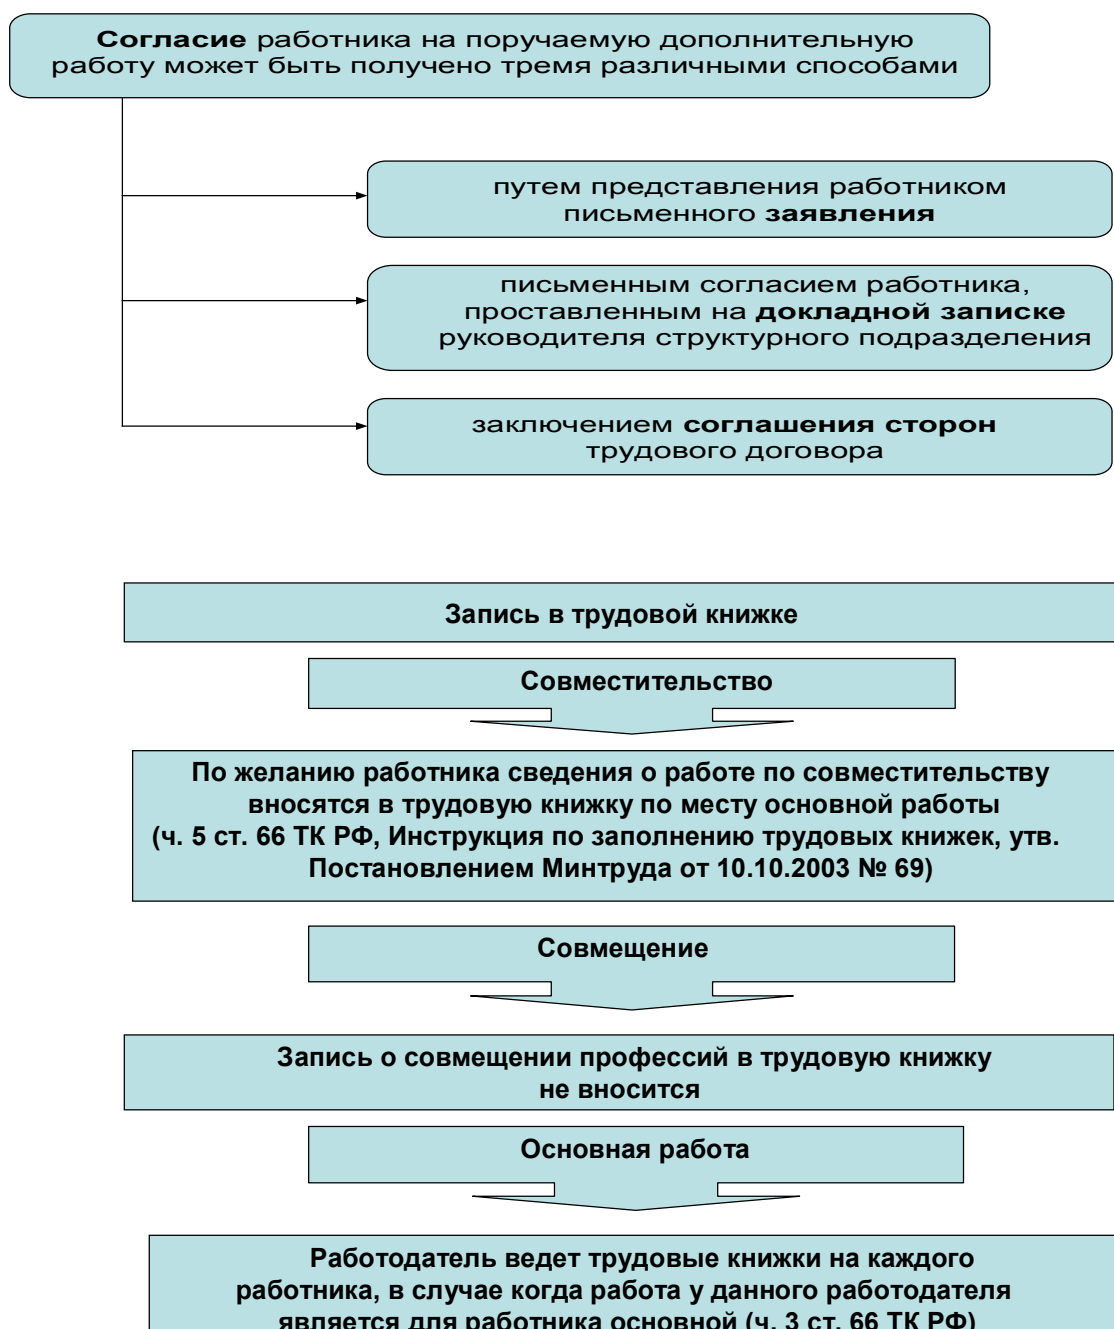 Согласие работника на поручаемую дополнительную
работу может быть получено тремя различными способами
путем представления работником
письменного заявления
письменным согласием работника,
проставленным на докладной записке
руководителя структурного подразделения
заключением соглашения сторон
трудового договора
Запись в трудовой книжке
Совместительство
По желанию работника сведения о работе по совместительству
вносятся в трудовую книжку по месту основной работы
(ч. 5 ст. 66 ТК РФ, Инструкция по заполнению трудовых книжек, утв.
Постановлением Минтруда от 10.10.2003 № 69)
Совмещение
Запись о совмещении профессий в трудовую книжку
не вносится
Основная работа
Работодатель ведет трудовые книжки на каждого
работника, в случае когда работа у данного работодателя
является для работника основной (ч. 3 ст. 66 ТК РФ)